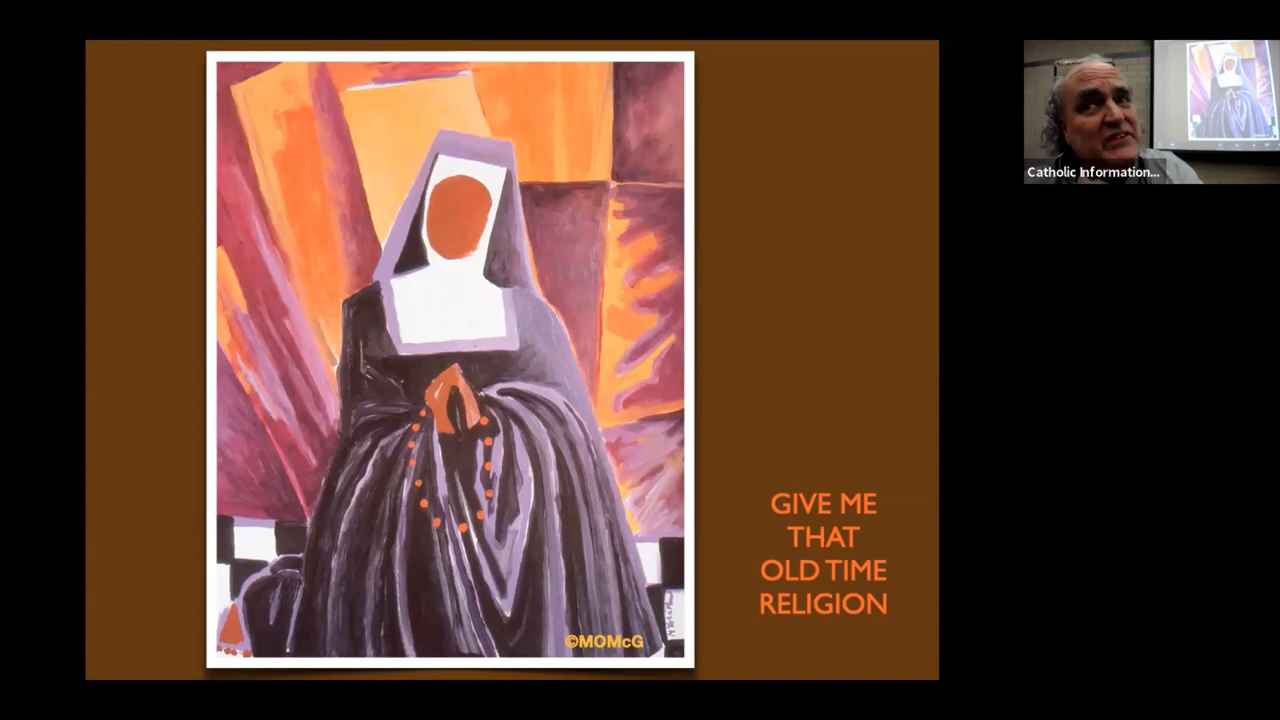 GIVE ME
THAT
OLD TIME
RELIGION
©MOMcG
Catholic Information...